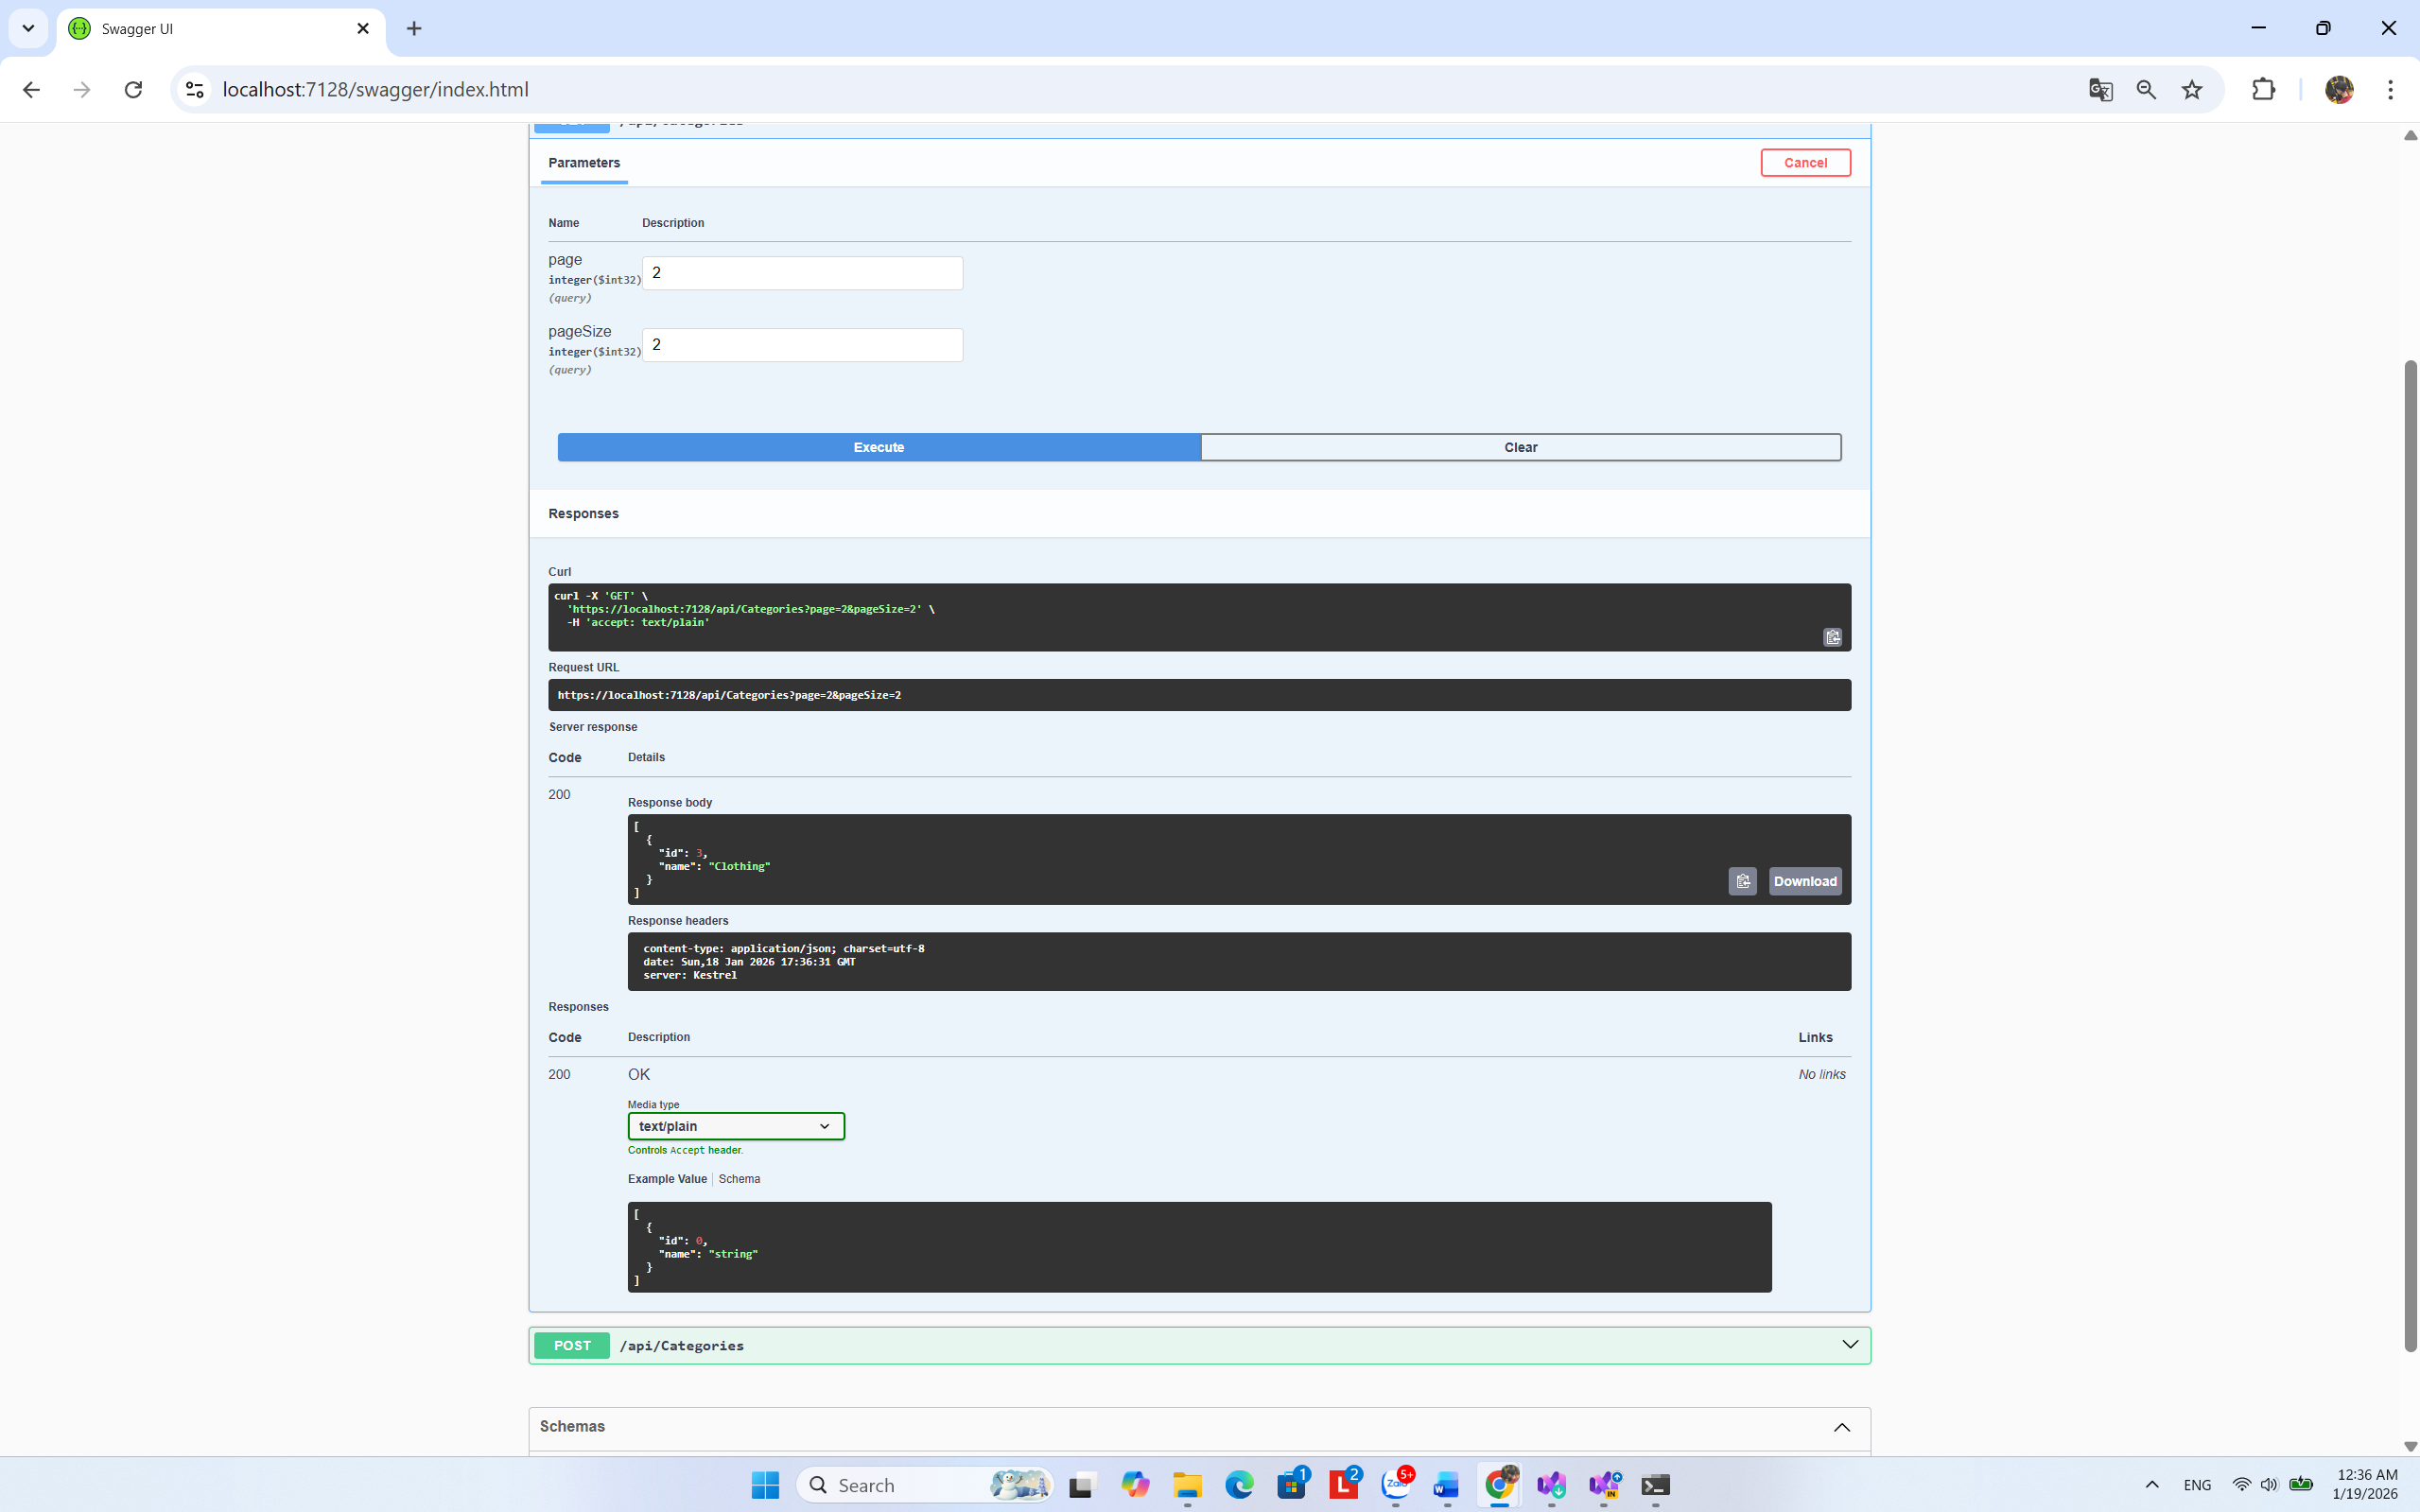 Swagger UI
localhost:7128/swagger/index.html
Parameters
Cancel
Name Description
page
integer($int32)
(query)
2
pageSize
integer($int32)
(query)
2
Execute
Clear
Responses
Curl
curl -X 'GET' \
'https://localhost:7128/api/Categories?page=2&pageSize=2' \
-H 'accept: text/plain'
Request URL
https://localhost:7128/api/Categories?page=2&pageSize=2
Server response
Code Details
200
Response body
[
{
"id": 3,
"name": "Clothing"
}
]
Download
Response headers
content-type: application/json; charset=utf-8
date: Sun,18 Jan 2026 17:36:31 GMT
server: Kestrel
Responses
Code Description Links
200 OK No links
Media type
text/plain
Controls Accept header.
Example Value Schema
[
{
"id": 0,
"name": "string"
}
]
POST /api/Categories
Schemas
Search
1
2
5+
Zalo
ENG
12:36 AM
1/19/2026